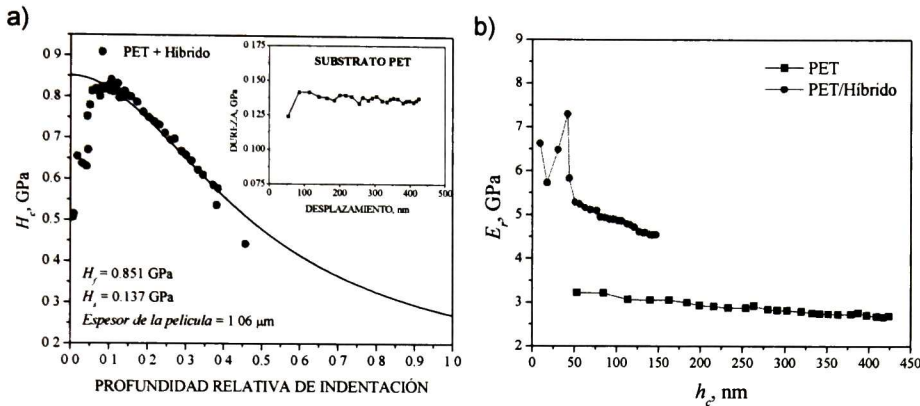 a)
0.9
0.8
0.7
0.6
0.5
0.4
0.3
0.2
H_c, GPa
PET + Híbrido
0.175
0.150
0.125
0.100
0.075
DUREZA, GPa
SUBSTRATO PET
0 100 200 300 400 500
DESPLAZAMIENTO, nm
H_f = 0.851 GPa
H_s = 0.137 GPa
Espesor de la película = 1 06 µm
0 0 0 1 0 2 0 3 0 4 0 5 0 6 0 7 0 8 0 9 1 0
PROFUNDIDAD RELATIVA DE INDENTACIÓN
b)
9
8
7
6
5
4
3
2
E_r, GPa
PET
PET/Híbrido
0 50 100 150 200 250 300 350 400 450
h_c, nm